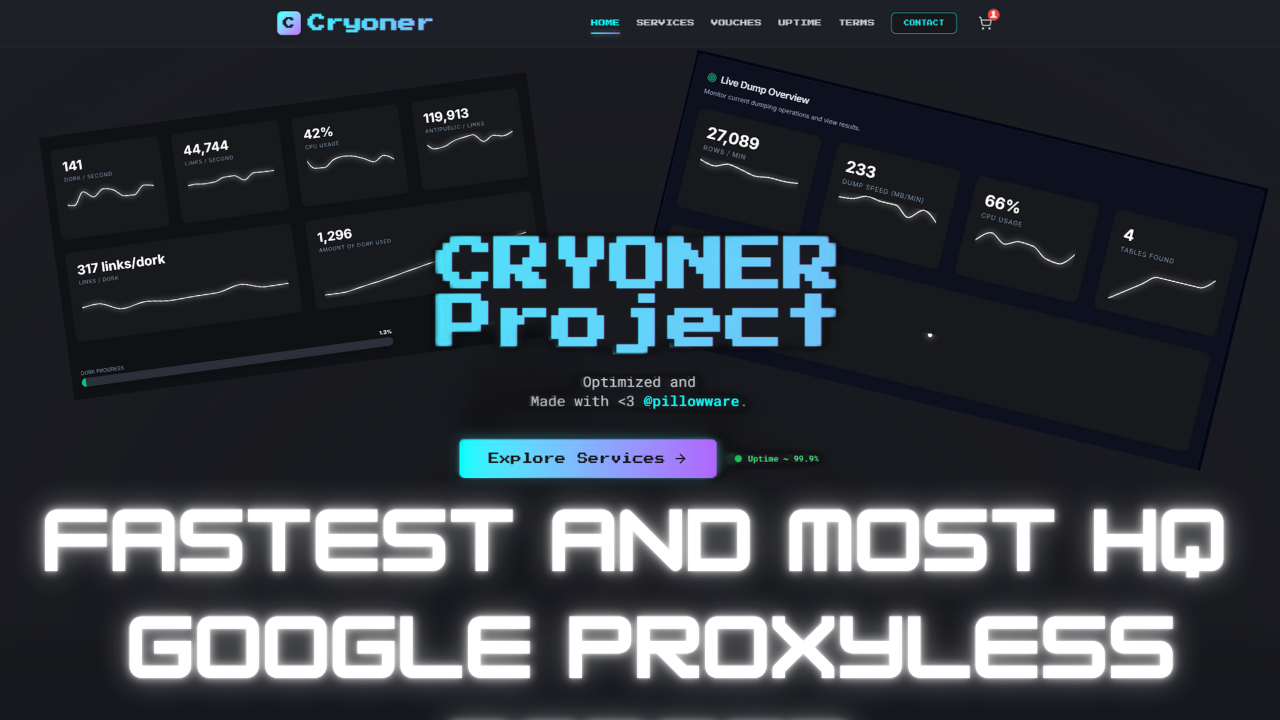 C Cryoner
HOME SERVICES VOUCHES UPTIME TERMS CONTACT 1
141
DORK / SECOND
44,744
LINKS / SECOND
42%
CPU USAGE
119,913
ANTIPUBLIC / LINKS
317 links/dork
LINKS / DORK
1,296
AMOUNT OF DORK USED
DORK PROGRESS
1.3%
Live Dump Overview
Monitor current dumping operations and view results.
27,089
ROWS / MIN
233
DUMP SPEED (MB/MIN)
66%
CPU USAGE
4
TABLES FOUND
CRYONER
Project
Optimized and
Made with <3 @pillowware.
Explore Services →
Uptime ~ 99.9%
FASTEST AND MOST HQ
GOOGLE PROXYLESS